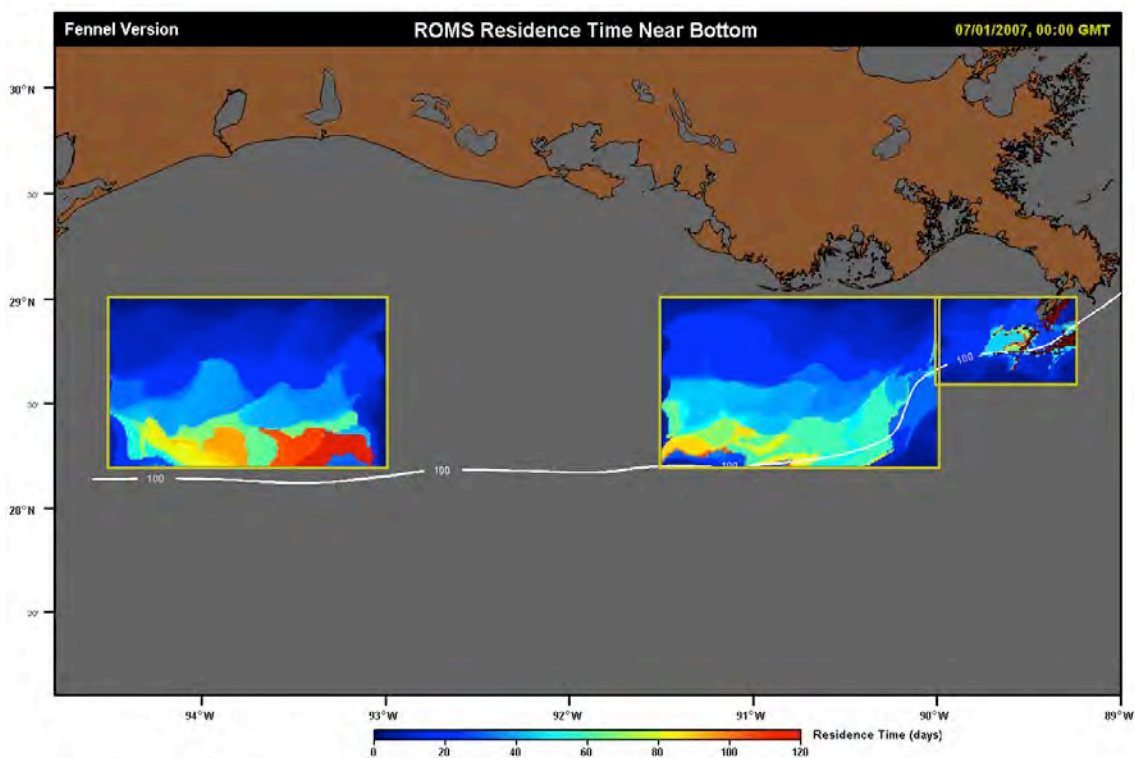 Fennel Version
ROMS Residence Time Near Bottom
07/01/2007, 00:00 GMT
30°N
30'
29°N
30'
28°N
30'
100
100
100
100
94°W
93°W
92°W
91°W
90°W
89°W
0
20
40
60
80
100
120
Residence Time (days)